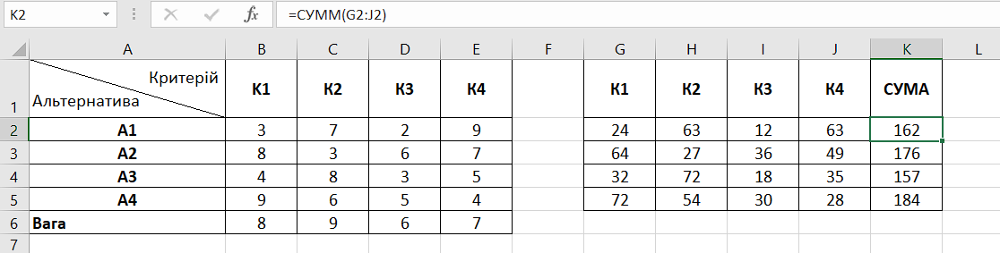 K2 =СУММ(G2:J2)
A B C D E F G H I J K L
1 Критерій Альтернатива К1 К2 К3 К4 К1 К2 К3 К4 СУМА
2 А1 3 7 2 9 24 63 12 63 162
3 А2 8 3 6 7 64 27 36 49 176
4 А3 4 8 3 5 32 72 18 35 157
5 А4 9 6 5 4 72 54 30 28 184
6 Вага 8 9 6 7
7